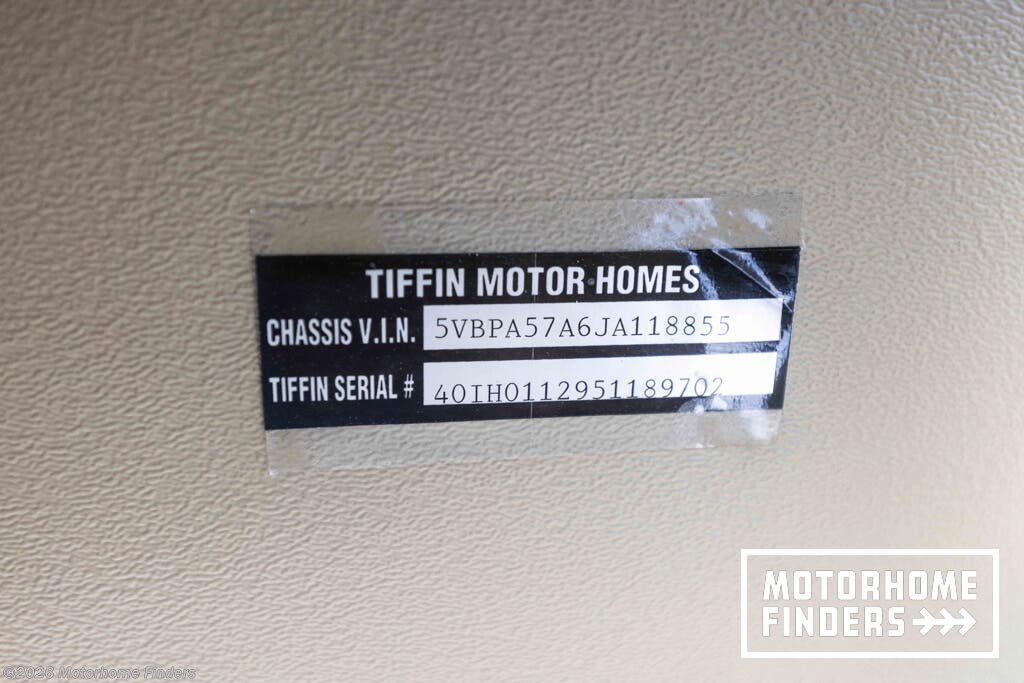 TIFFIN MOTOR HOMES
CHASSIS V.I.N. 5VBPA57A6JA118855
TIFFIN SERIAL # 40IH0112951189702
MOTORHOME
FINDERS
©2025 Motorhome Finders